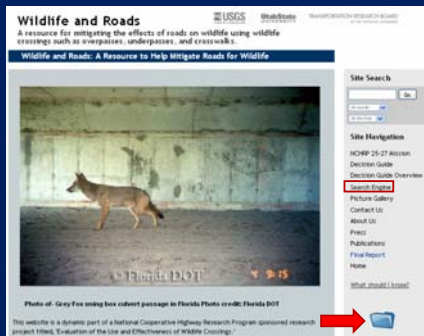 Wildlife and Roads
A resource for mitigating the effects of roads on wildlife using wildlife
crossings such as overpasses, underpasses, and crosswalks.
USGS
UtahState
UNIVERSITY
TRANSPORTATION RESEARCH BOARD
Wildlife and Roads: A Resource to Help Mitigate Roads for Wildlife
© Florida DOT
Photo of- Grey Fox using box culvert passage in Florida Photo credit: Florida DOT
This website is a dynamic part of a National Cooperative Highway Research Program sponsored research
project titled, 'Evaluation of the Use and Effectiveness of Wildlife Crossings.'
Site Search
Go
Site Navigation
NCHRP 25-27 Mission
Decision Guide
Decision Guide Overview
Search Engine
Picture Gallery
Contact Us
About Us
Press
Publications
Final Report
Home
What should I know?